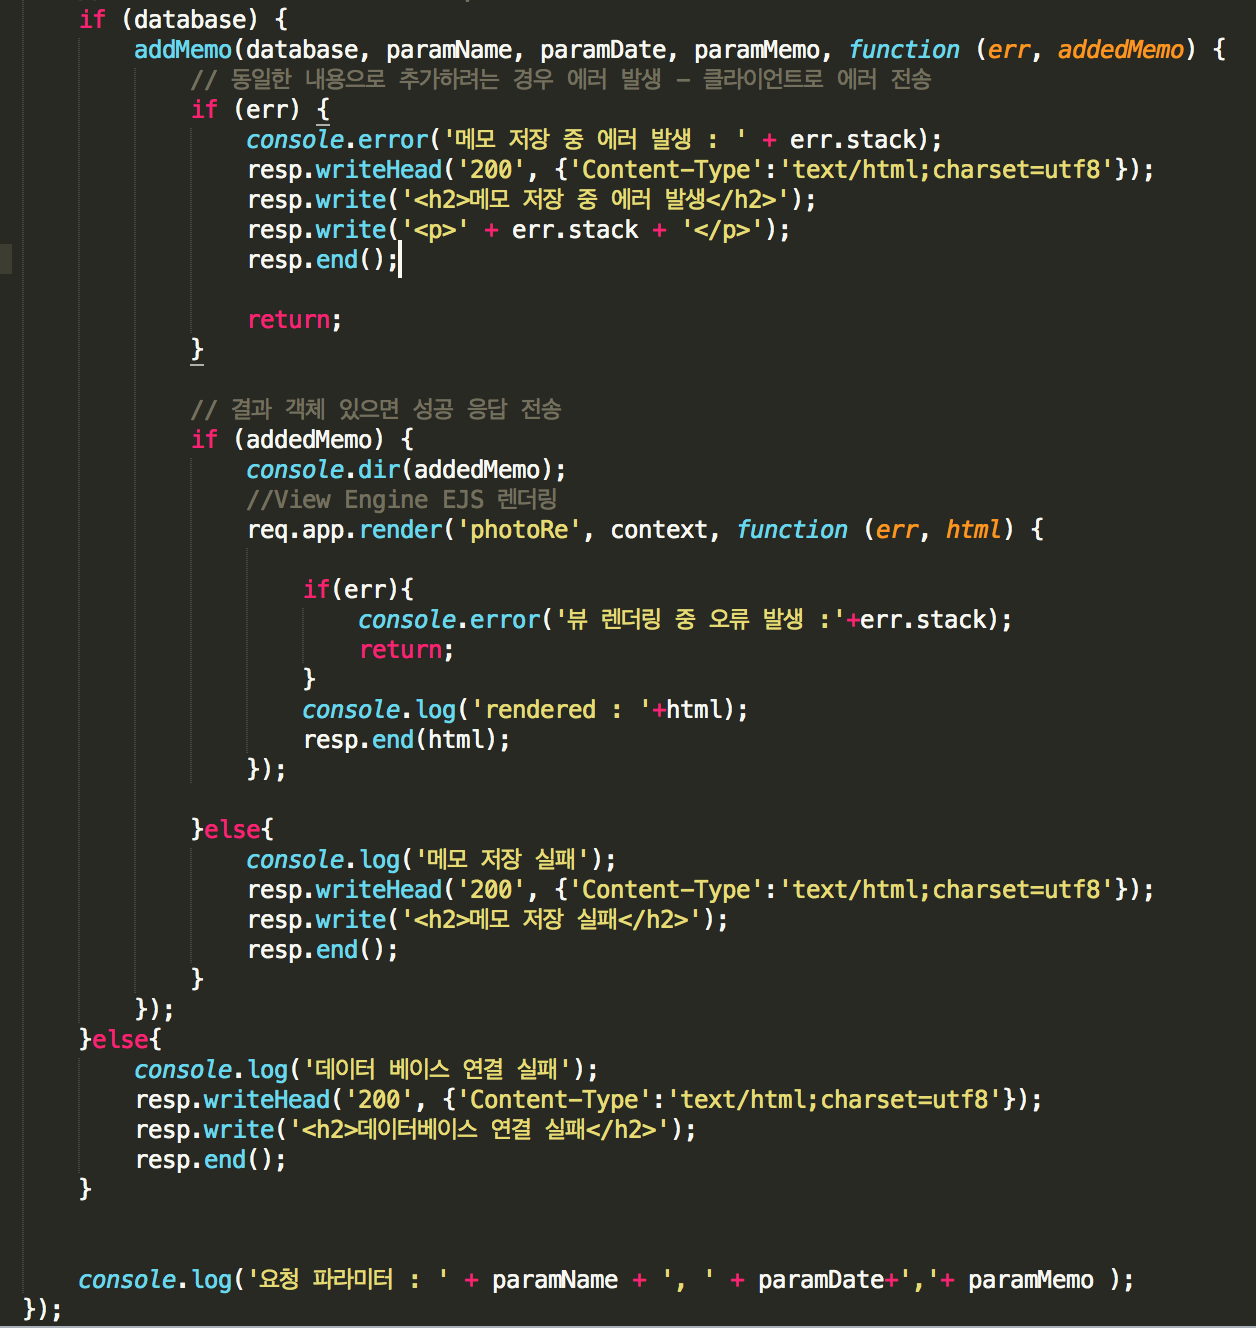 if (database) {
addMemo(database, paramName, paramDate, paramMemo, function (err, addedMemo) {
// 동일한 내용으로 추가하려는 경우 에러 발생 - 클라이언트로 에러 전송
if (err) {
console.error('메모 저장 중 에러 발생 : ' + err.stack);
resp.writeHead('200', {'Content-Type':'text/html;charset=utf8'});
resp.write('<h2>메모 저장 중 에러 발생</h2>');
resp.write('<p>' + err.stack + '</p>');
resp.end();
return;
}
// 결과 객체 있으면 성공 응답 전송
if (addedMemo) {
console.dir(addedMemo);
//View Engine EJS 렌더링
req.app.render('photoRe', context, function (err, html) {
if(err){
console.error('뷰 렌더링 중 오류 발생 :'+err.stack);
return;
}
console.log('rendered : '+html);
resp.end(html);
});
}else{
console.log('메모 저장 실패');
resp.writeHead('200', {'Content-Type':'text/html;charset=utf8'});
resp.write('<h2>메모 저장 실패</h2>');
resp.end();
}
});
}else{
console.log('데이터 베이스 연결 실패');
resp.writeHead('200', {'Content-Type':'text/html;charset=utf8'});
resp.write('<h2>데이터베이스 연결 실패</h2>');
resp.end();
}
console.log('요청 파라미터 : ' + paramName + ', ' + paramDate+','+ paramMemo );
});